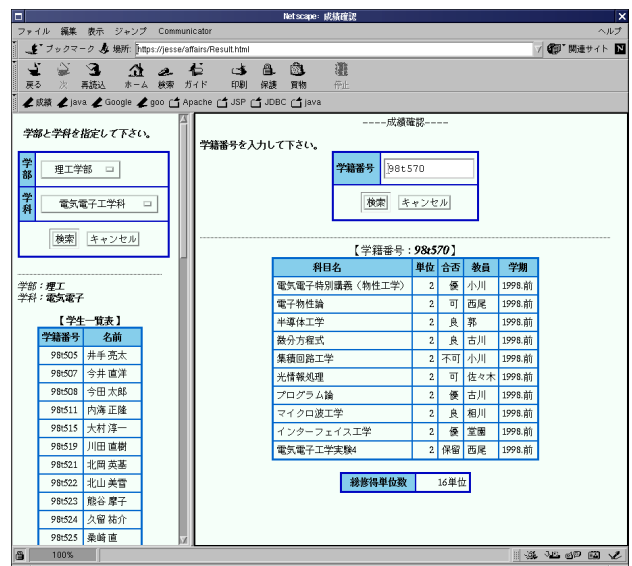 Netscape: 成績確認
ファイル 編集 表示 ジャンプ Communicator ヘルプ
ブックマーク 場所: https://jesse/affairs/Result.html 関連サイト N
戻る 次 再読込 ホーム 検索 ガイド 印刷 保護 買物 停止
成績 java Google goo Apache JSP JDBC java
学部と学科を指定して下さい。
学部 理工学部
学科 電気電子工学科
検索 キャンセル
学部：理工
学科：電気電子
【学生一覧表】
学籍番号 名前
98t505 井手 亮太
98t507 今井 直洋
98t508 今田 太郎
98t511 内海 正隆
98t515 大村 淳一
98t519 川田 直樹
98t521 北岡 英基
98t522 北山 美雪
98t523 熊谷 摩子
98t524 久留 祐介
98t525 桑崎 直
----成績確認----
学籍番号を入力して下さい。
学籍番号 98t570
検索 キャンセル
【学籍番号：98t570】
科目名 単位 合否 教員 学期
電気電子特別講義（物性工学） 2 優 小川 1998.前
電子物性論 2 可 西尾 1998.前
半導体工学 2 良 郭 1998.前
微分方程式 2 良 古川 1998.前
集積回路工学 2 不可 小川 1998.前
光情報処理 2 可 佐々木 1998.前
プログラム論 2 優 古川 1998.前
マイクロ波工学 2 良 相川 1998.前
インターフェイス工学 2 優 堂薗 1998.前
電気電子工学実験4 2 保留 西尾 1998.前
総修得単位数 16単位
100%